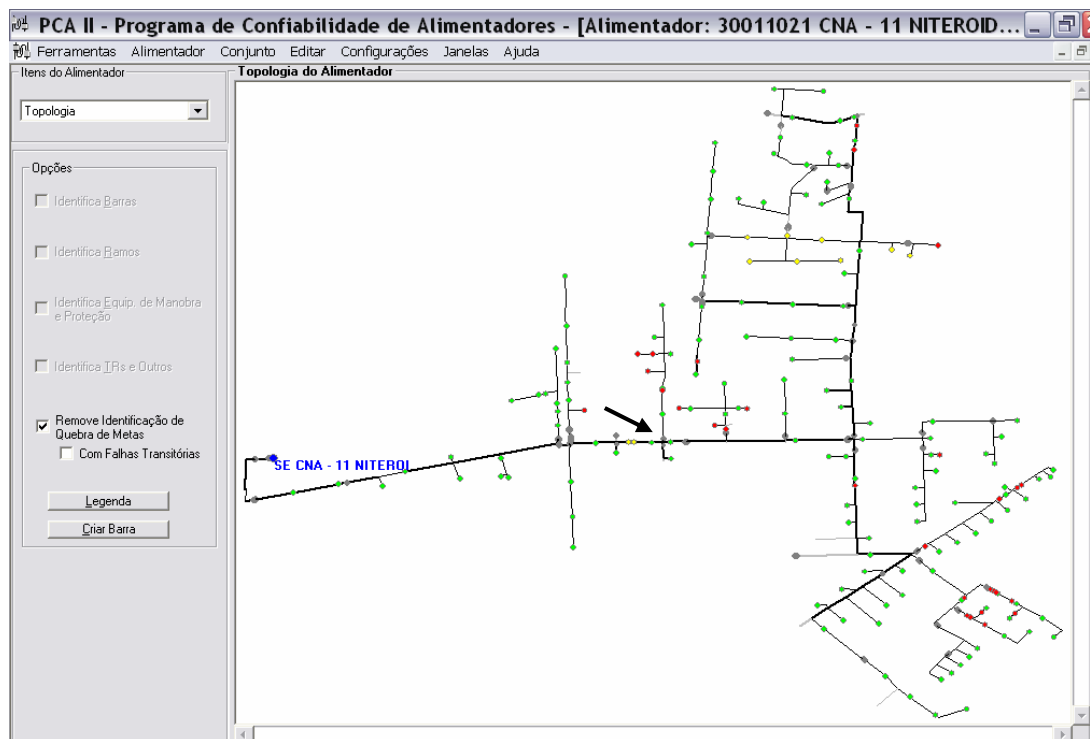 PCA II - Programa de Confiabilidade de Alimentadores - [Alimentador: 30011021 CNA - 11 NITEROID...
Ferramentas Alimentador Conjunto Editar Configurações Janelas Ajuda
Itens do Alimentador
Topologia do Alimentador
Topologia
Opções
Identifica Barras
Identifica Ramos
Identifica Equip. de Manobra
e Proteção
Identifica TRs e Outros
Remove Identificação de
Quebra de Metas
Com Falhas Transitórias
Legenda
Criar Barra
SE CNA - 11 NITEROI